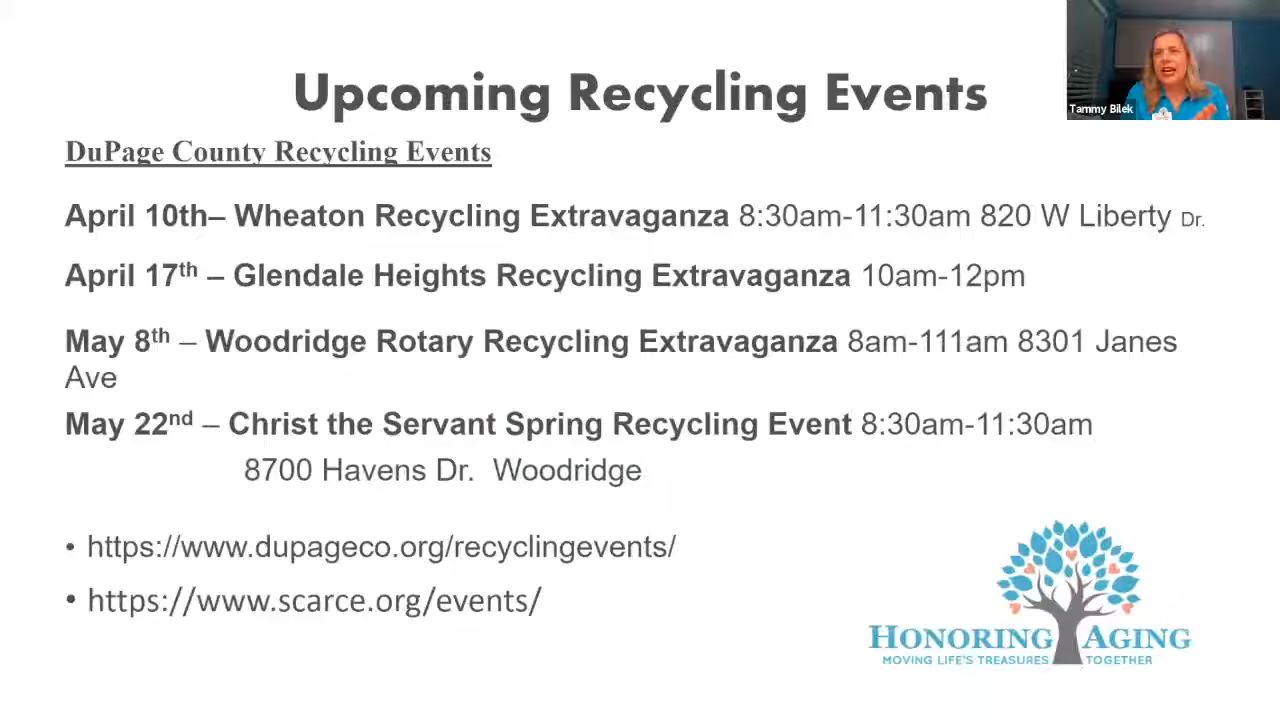 Upcoming Recycling Events
Tammy Bilek
DuPage County Recycling Events
April 10th– Wheaton Recycling Extravaganza 8:30am-11:30am 820 W Liberty Dr.
April 17th – Glendale Heights Recycling Extravaganza 10am-12pm
May 8th – Woodridge Rotary Recycling Extravaganza 8am-111am 8301 Janes
Ave
May 22nd – Christ the Servant Spring Recycling Event 8:30am-11:30am
8700 Havens Dr. Woodridge
• https://www.dupageco.org/recyclingevents/
• https://www.scarce.org/events/
HONORING AGING
MOVING LIFE'S TREASURES TOGETHER